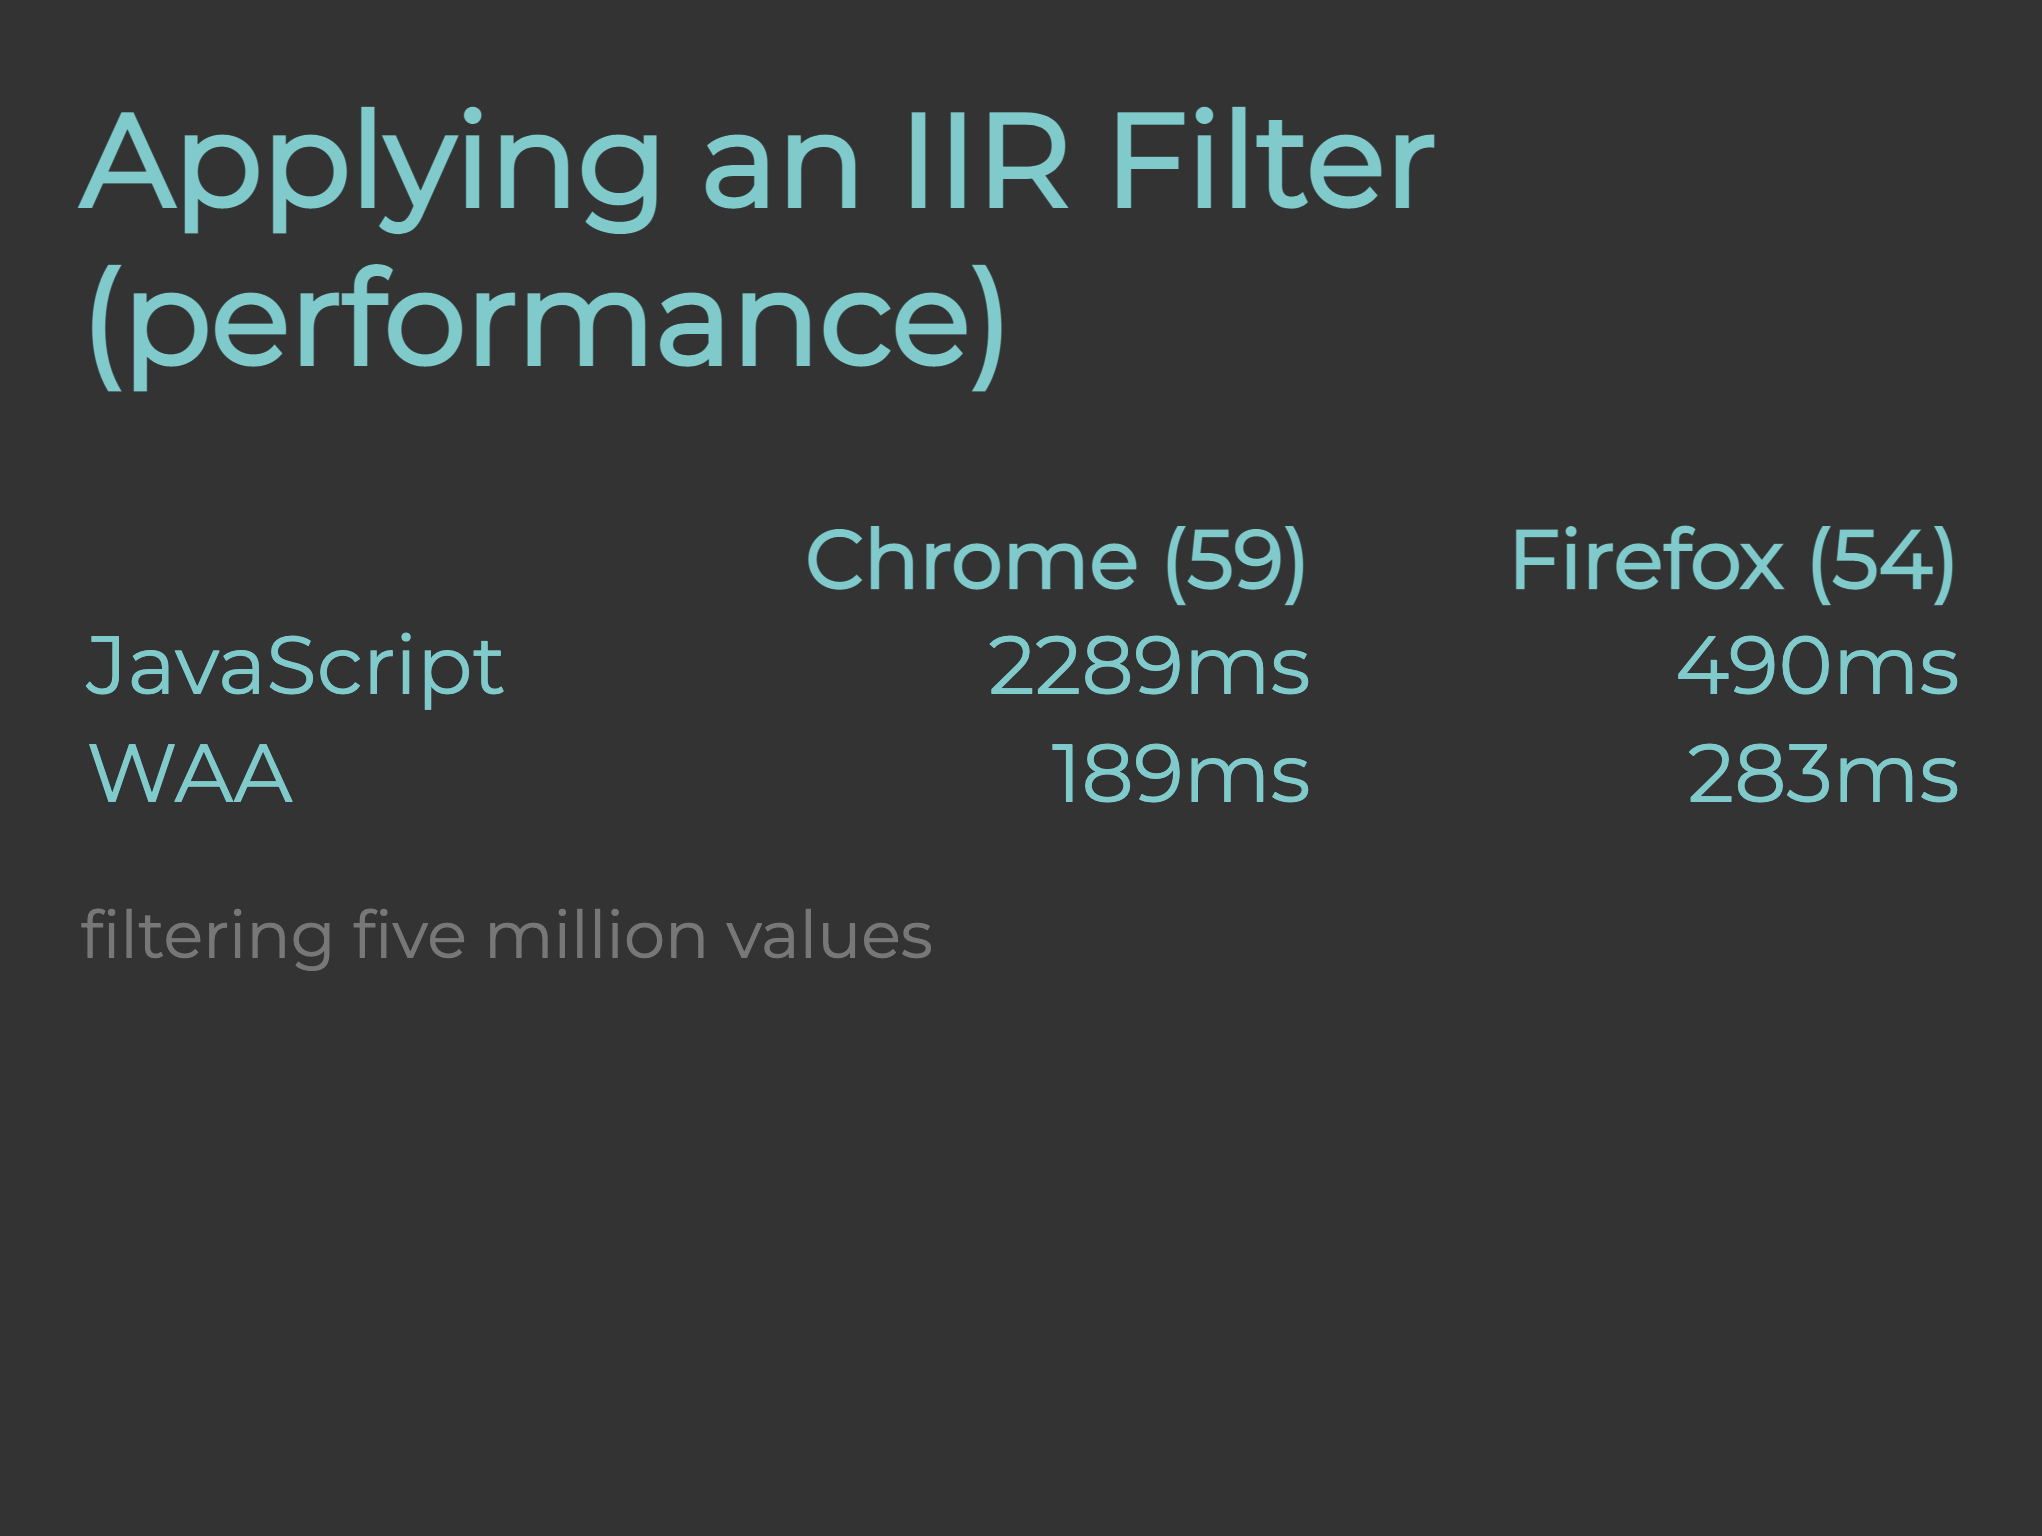 Applying an IIR Filter
(performance)
Chrome (59) Firefox (54)
JavaScript 2289ms 490ms
WAA 189ms 283ms
filtering five million values